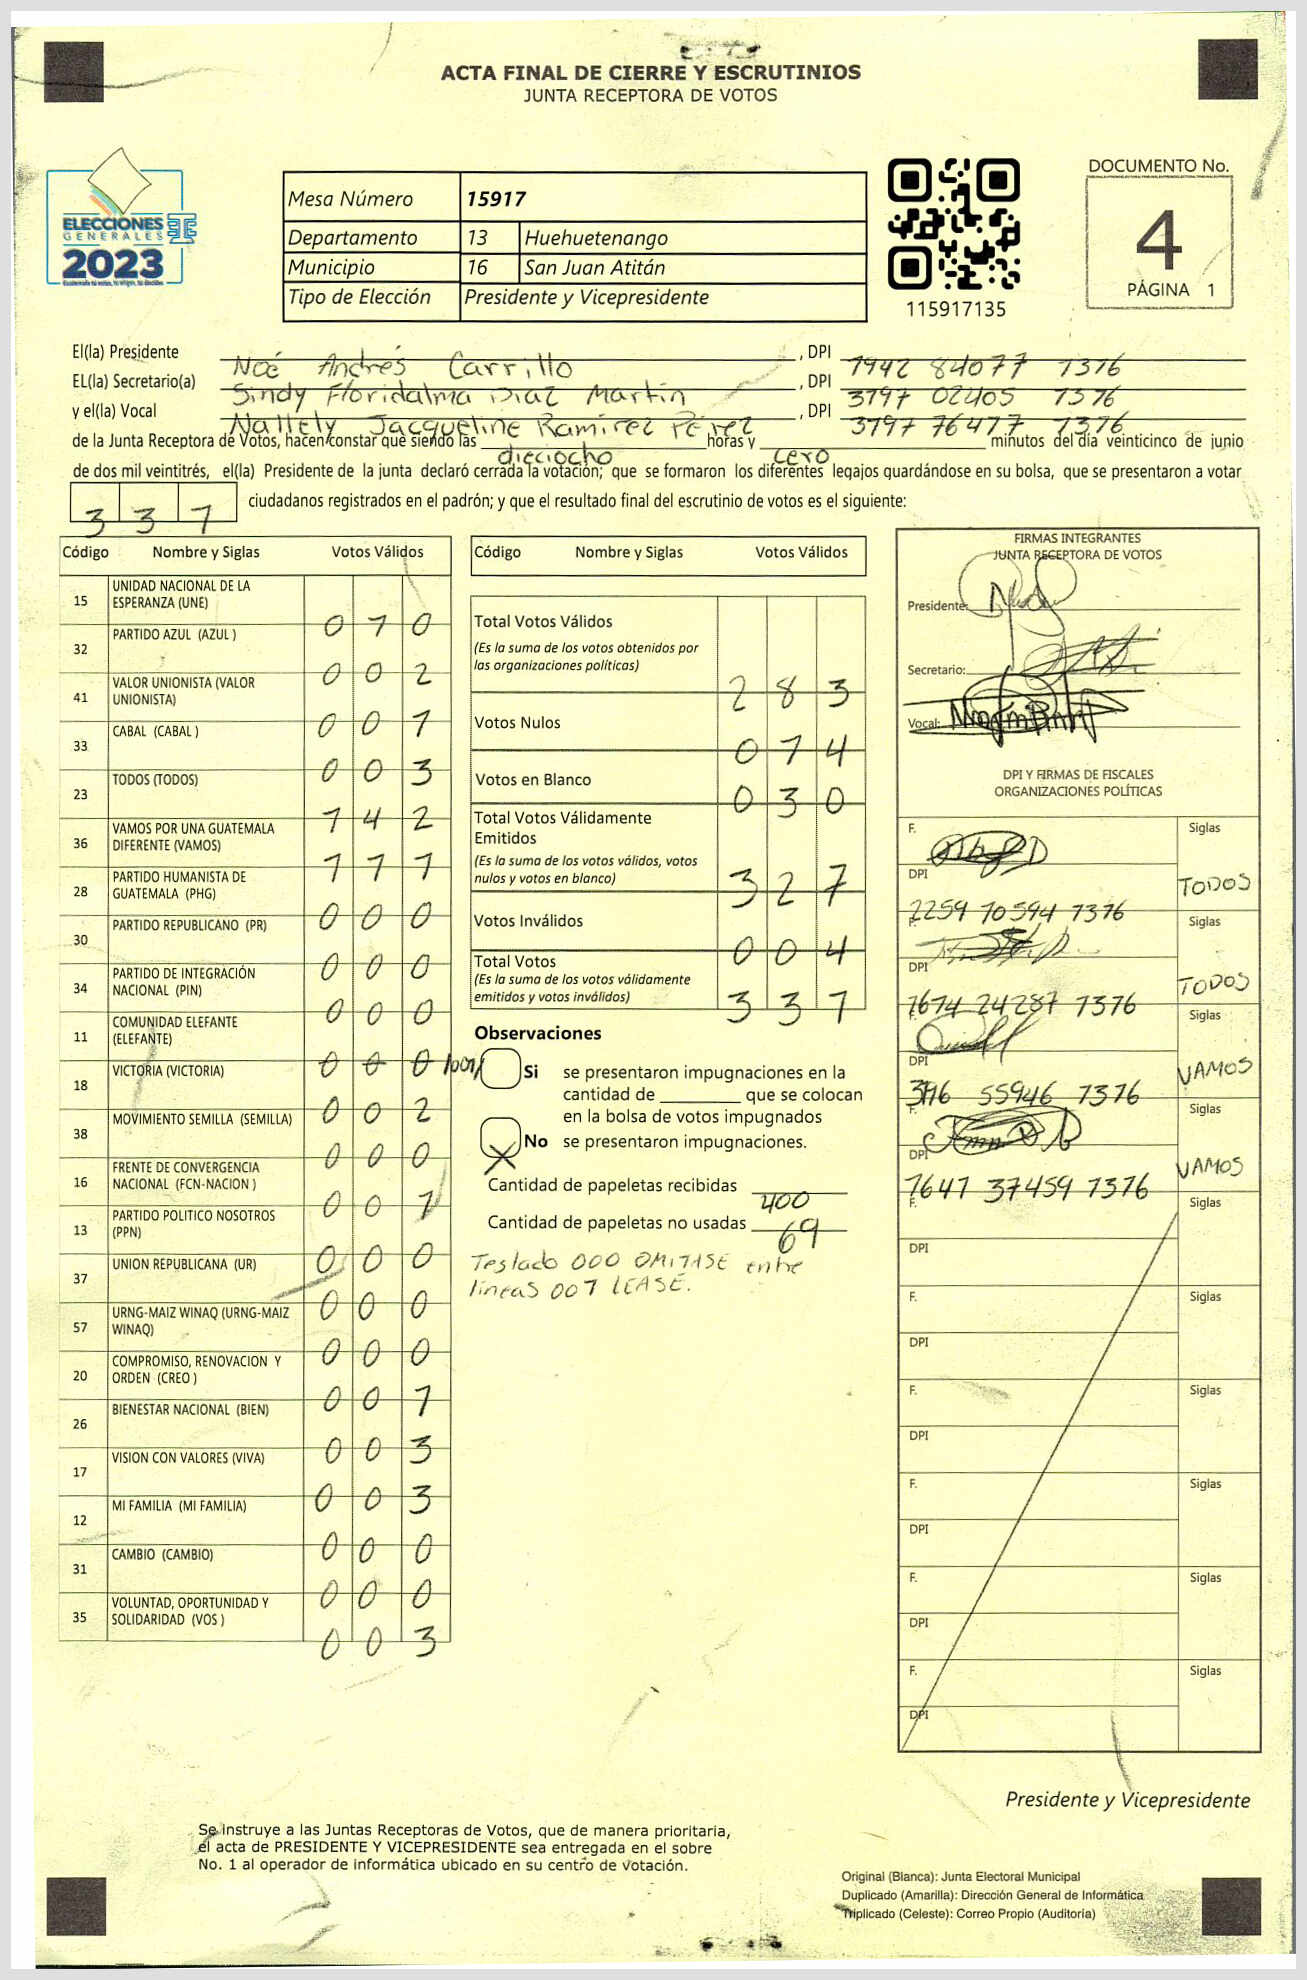 ACTA FINAL DE CIERRE Y ESCRUTINIOS
JUNTA RECEPTORA DE VOTOS
ELECCIONES
GENERALES
2023
Mesa Número 15917
Departamento 13 Huehuetenango
Municipio 16 San Juan Atitán
Tipo de Elección Presidente y Vicepresidente
115917135
DOCUMENTO No.
4
PÁGINA 1
El(la) Presidente Noé Andrés Carrillo, DPI 1942 84011 1316
EL(la) Secretario(a) Sindy Floridalma Diaz Martin, DPI 3191 02405 1316
y el(la) Vocal Nallely Jacqueline Ramirez Pérez, DPI 3191 16411 1316
de la Junta Receptora de Votos, hacen constar que siendo las dieciocho horas y cero minutos del día veinticinco de junio
de dos mil veintitrés, el(la) Presidente de la junta declaró cerrada la votación; que se formaron los diferentes legajos guardándose en su bolsa, que se presentaron a votar
331 ciudadanos registrados en el padrón; y que el resultado final del escrutinio de votos es el siguiente:
Código Nombre y Siglas Votos Válidos
15 UNIDAD NACIONAL DE LA ESPERANZA (UNE) 0 1 0
32 PARTIDO AZUL (AZUL ) 0 0 2
41 VALOR UNIONISTA (VALOR UNIONISTA) 0 0 1
33 CABAL (CABAL ) 0 0 3
23 TODOS (TODOS) 1 4 2
36 VAMOS POR UNA GUATEMALA DIFERENTE (VAMOS) 1 1 1
28 PARTIDO HUMANISTA DE GUATEMALA (PHG) 0 0 0
30 PARTIDO REPUBLICANO (PR) 0 0 0
34 PARTIDO DE INTEGRACIÓN NACIONAL (PIN) 0 0 0
11 COMUNIDAD ELEFANTE (ELEFANTE) 0 0 0 /001/
18 VICTORIA (VICTORIA) 0 0 2
38 MOVIMIENTO SEMILLA (SEMILLA) 0 0 0
16 FRENTE DE CONVERGENCIA NACIONAL (FCN-NACION ) 0 0 1
13 PARTIDO POLITICO NOSOTROS (PPN) 0 0 0
37 UNION REPUBLICANA (UR) 0 0 0
57 URNG-MAIZ WINAQ (URNG-MAIZ WINAQ) 0 0 0
20 COMPROMISO, RENOVACION Y ORDEN (CREO ) 0 0 1
26 BIENESTAR NACIONAL (BIEN) 0 0 3
17 VISION CON VALORES (VIVA) 0 0 3
12 MI FAMILIA (MI FAMILIA) 0 0 0
31 CAMBIO (CAMBIO) 0 0 0
35 VOLUNTAD, OPORTUNIDAD Y SOLIDARIDAD (VOS ) 0 0 3
Código Nombre y Siglas Votos Válidos
Total Votos Válidos 2 8 3
(Es la suma de los votos obtenidos por
las organizaciones políticas)
Votos Nulos 0 1 4
Votos en Blanco 0 3 0
Total Votos Válidamente
Emitidos 3 2 7
(Es la suma de los votos válidos, votos
nulos y votos en blanco)
Votos Inválidos 0 0 4
Total Votos 3 3 1
(Es la suma de los votos válidamente
emitidos y votos inválidos)
Observaciones
Si se presentaron impugnaciones en la
cantidad de ________ que se colocan
en la bolsa de votos impugnados
X No se presentaron impugnaciones.
Cantidad de papeletas recibidas 400
Cantidad de papeletas no usadas 69
Testado 000 OMITASE entre
lineas 001 LEASE.
FIRMAS INTEGRANTES
JUNTA RECEPTORA DE VOTOS
Presidente:
Secretario:
Vocal:
DPI Y FIRMAS DE FISCALES
ORGANIZACIONES POLÍTICAS
F. Siglas
DPI 2259 10594 1316 TODOS
F. Siglas
DPI 1674 24287 1316 TODOS
F. Siglas
DPI 3196 55946 1316 VAMOS
F. Siglas
DPI 1641 37459 1316 VAMOS
F. Siglas
DPI
F. Siglas
DPI
F. Siglas
DPI
F. Siglas
DPI
F. Siglas
DPI
F. Siglas
DPI
Presidente y Vicepresidente
Se instruye a las Juntas Receptoras de Votos, que de manera prioritaria,
el acta de PRESIDENTE Y VICEPRESIDENTE sea entregada en el sobre
No. 1 al operador de informática ubicado en su centro de votación.
Original (Blanca): Junta Electoral Municipal
Duplicado (Amarilla): Dirección General de Informática
Triplicado (Celeste): Correo Propio (Auditoría)